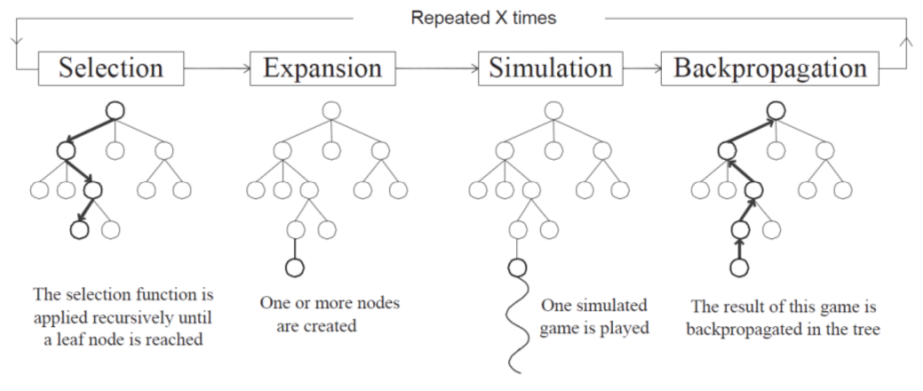 Repeated X times
Selection
Expansion
Simulation
Backpropagation
The selection function is
applied recursively until
a leaf node is reached
One or more nodes
are created
One simulated
game is played
The result of this game is
backpropagated in the tree